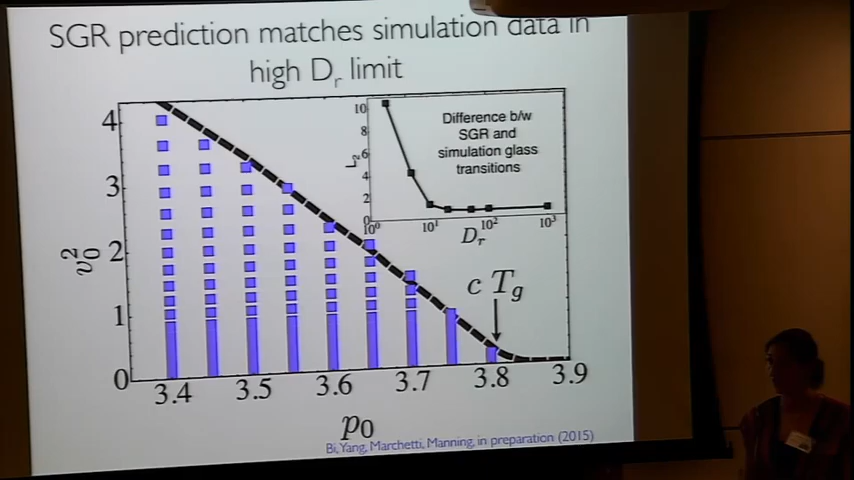 SGR prediction matches simulation data in
high Dr limit
4
3
2
1
0
v₀²
3.4 3.5 3.6 3.7 3.8 3.9
p₀
c Tg
10
8
6
4
2
0
L₂
Difference b/w
SGR and
simulation glass
transitions
10⁰ 10¹ 10² 10³
Dr
Bi, Yang, Marchetti, Manning, in preparation (2015)